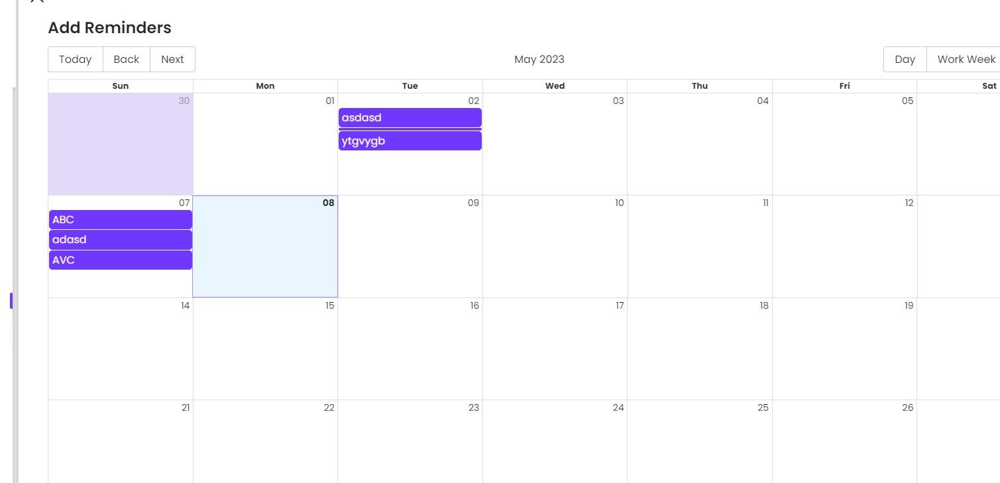 Add Reminders
Today Back Next May 2023 Day Work Week
Sun Mon Tue Wed Thu Fri Sat
30 01 02 03 04 05
asdasd
ytgvygb
07 08 09 10 11 12
ABC
adasd
AVC
14 15 16 17 18 19
21 22 23 24 25 26